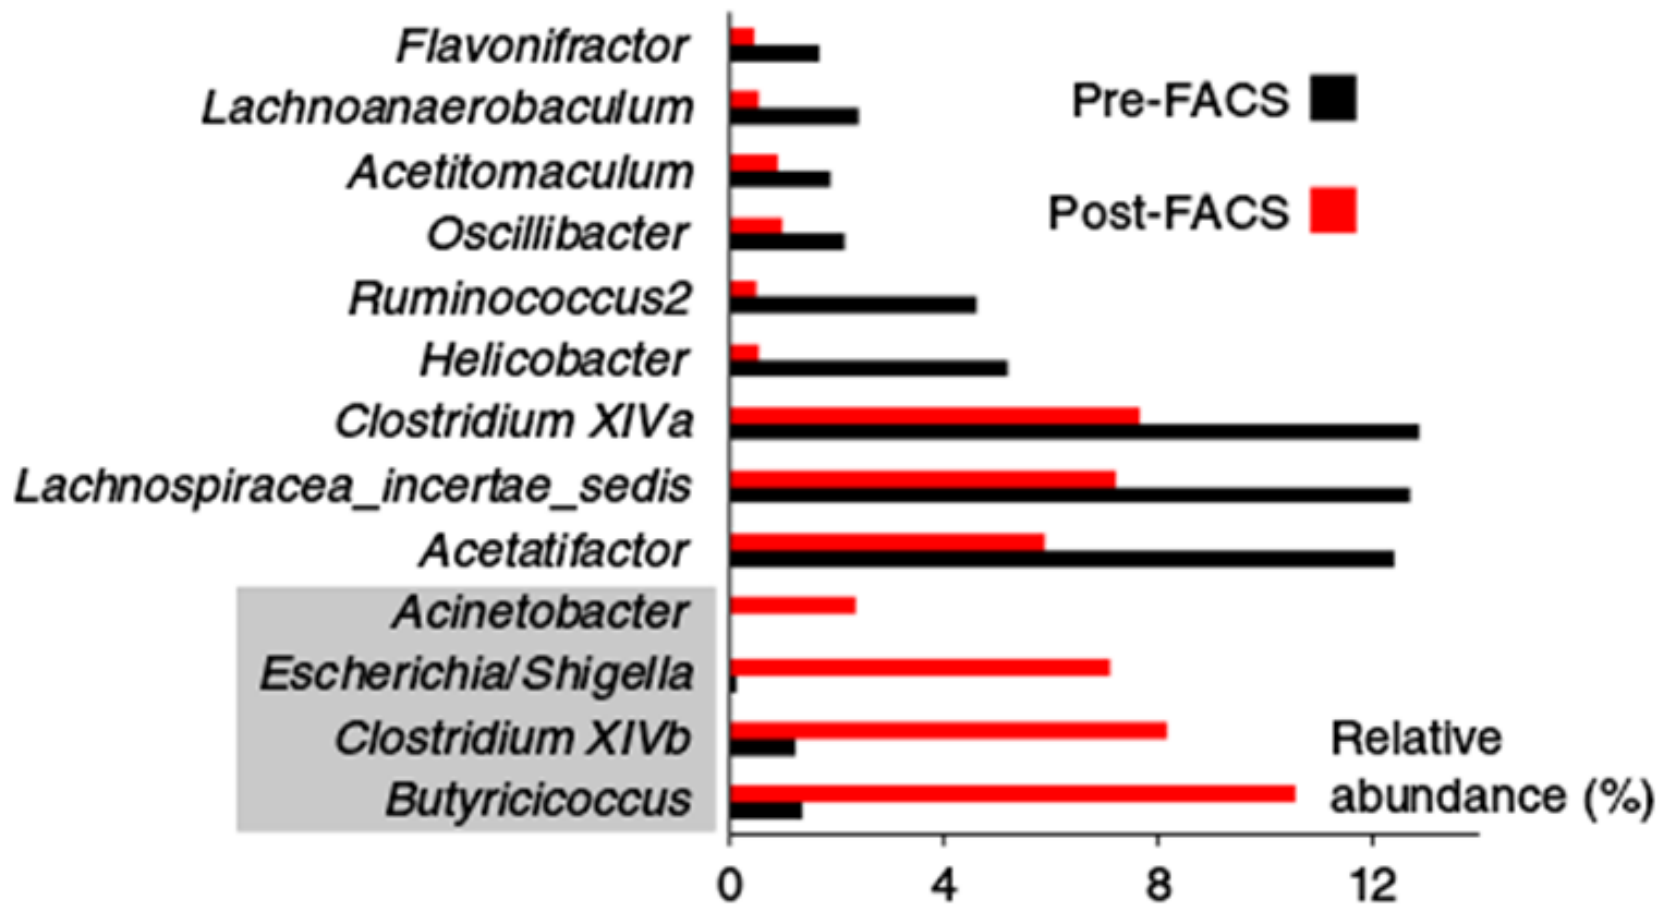 Flavonifractor
Lachnoanaerobaculum
Acetitomaculum
Oscillibacter
Ruminococcus2
Helicobacter
Clostridium XIVa
Lachnospiracea_incertae_sedis
Acetatifactor
Acinetobacter
Escherichia/Shigella
Clostridium XIVb
Butyricicoccus
Pre-FACS
Post-FACS
Relative
abundance (%)
0 4 8 12